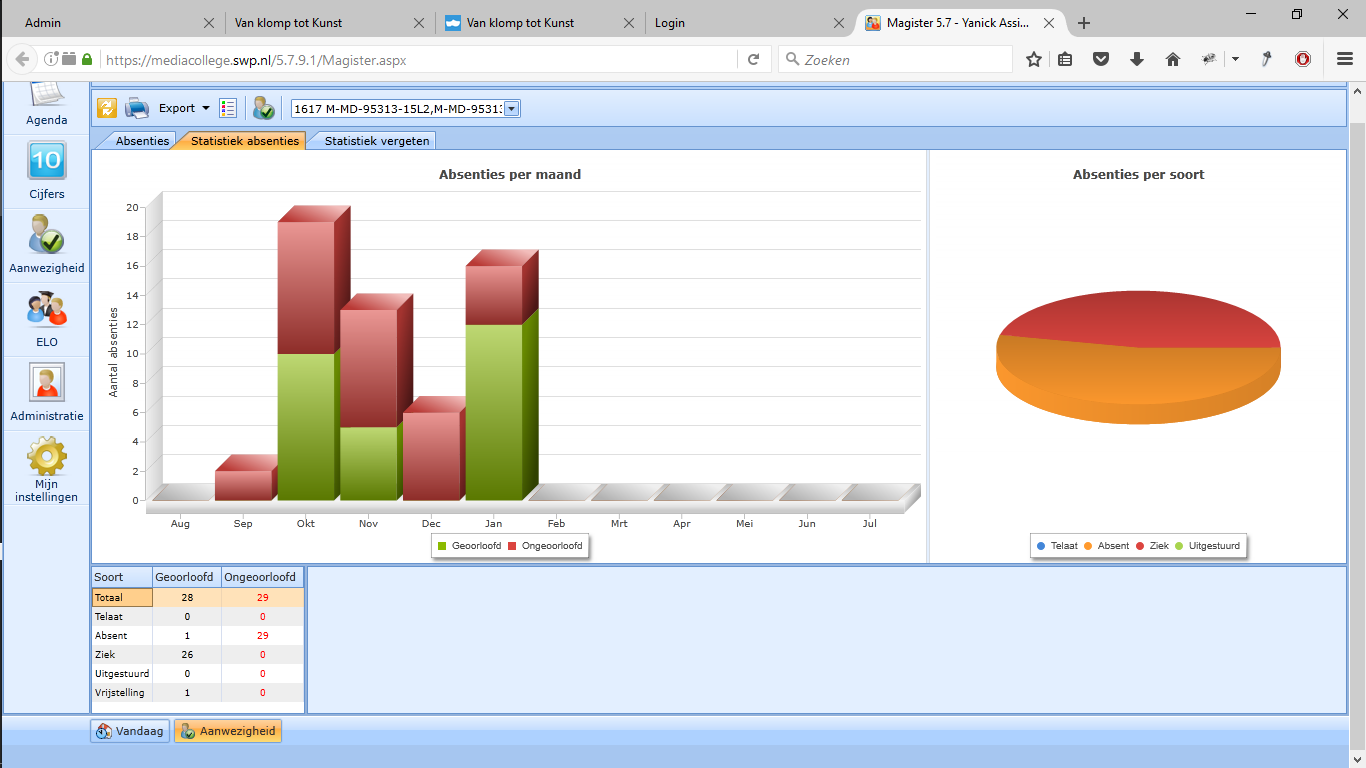 Admin
Van klomp tot Kunst
Van klomp tot Kunst
Login
Magister 5.7 - Yanick Assi...
https://mediacollege.swp.nl/5.7.9.1/Magister.aspx
Zoeken
Agenda
10
Cijfers
Aanwezigheid
ELO
Administratie
Mijn
instellingen
Export
1617 M-MD-95313-15L2,M-MD-95313
Absenties
Statistiek absenties
Statistiek vergeten
Absenties per maand
Aantal absenties
20
18
16
14
12
10
8
6
4
2
0
Aug Sep Okt Nov Dec Jan Feb Mrt Apr Mei Jun Jul
Geoorloofd Ongeoorloofd
Absenties per soort
Telaat Absent Ziek Uitgestuurd
Soort Geoorloofd Ongeoorloofd
Totaal 28 29
Telaat 0 0
Absent 1 29
Ziek 26 0
Uitgestuurd 0 0
Vrijstelling 1 0
Vandaag
Aanwezigheid